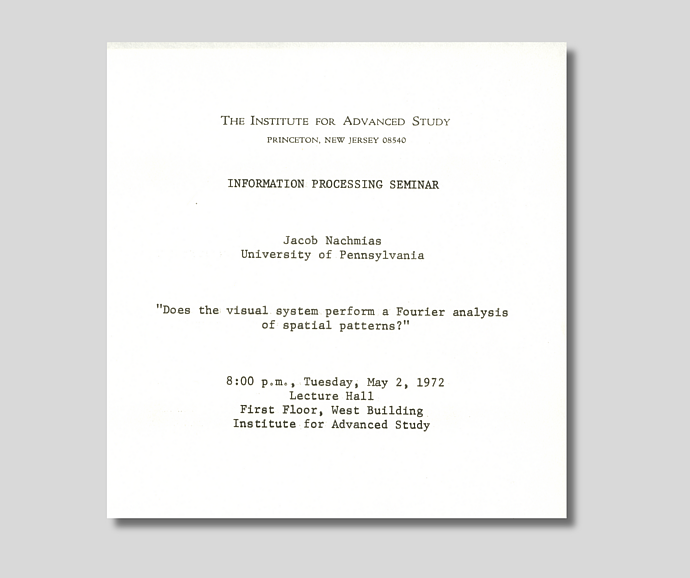 The Institute for Advanced Study
PRINCETON, NEW JERSEY 08540
INFORMATION PROCESSING SEMINAR
Jacob Nachmias
University of Pennsylvania
"Does the visual system perform a Fourier analysis
of spatial patterns?"
8:00 p.m., Tuesday, May 2, 1972
Lecture Hall
First Floor, West Building
Institute for Advanced Study